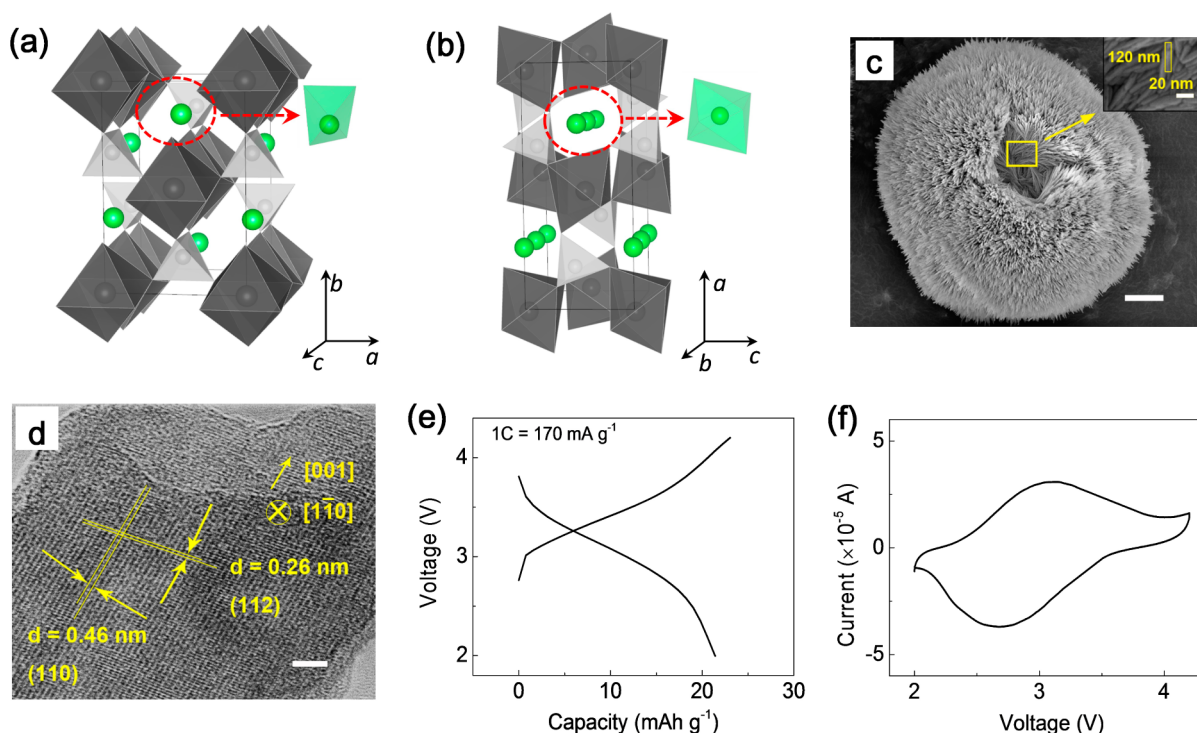 (a)
b
c
a
(b)
a
b
c
c
120 nm
20 nm
d
[001]
[11̅0]
d = 0.26 nm
(112)
d = 0.46 nm
(110)
(e)
1C = 170 mA g⁻¹
4
3
2
Voltage (V)
0
10
20
30
Capacity (mAh g⁻¹)
(f)
5
0
-5
Current (×10⁻⁵ A)
2
3
4
Voltage (V)